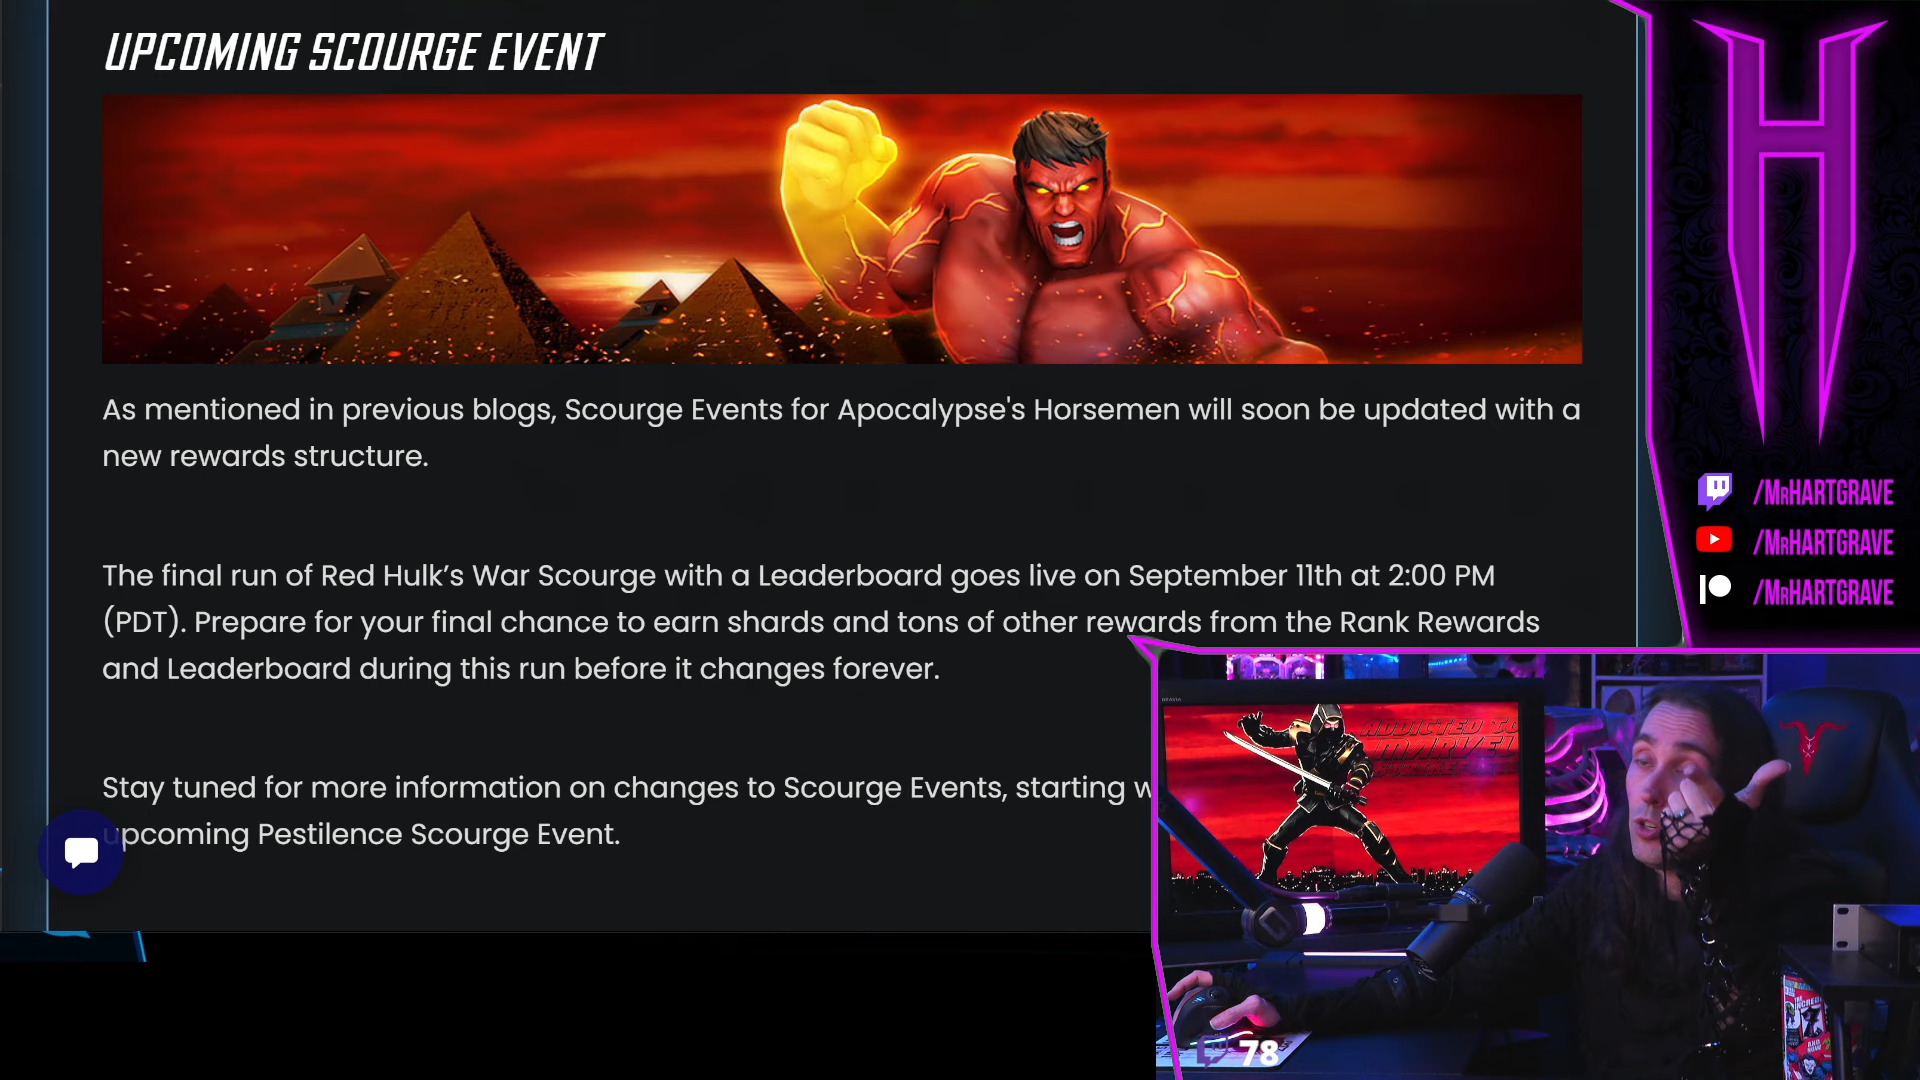 UPCOMING SCOURGE EVENT
As mentioned in previous blogs, Scourge Events for Apocalypse's Horsemen will soon be updated with a
new rewards structure.
The final run of Red Hulk’s War Scourge with a Leaderboard goes live on September 11th at 2:00 PM
(PDT). Prepare for your final chance to earn shards and tons of other rewards from the Rank Rewards
and Leaderboard during this run before it changes forever.
Stay tuned for more information on changes to Scourge Events, starting
upcoming Pestilence Scourge Event.
/MRHARTGRAVE
/MRHARTGRAVE
/MRHARTGRAVE
BRAVIA
ADDICTED TO
MARVEL
78